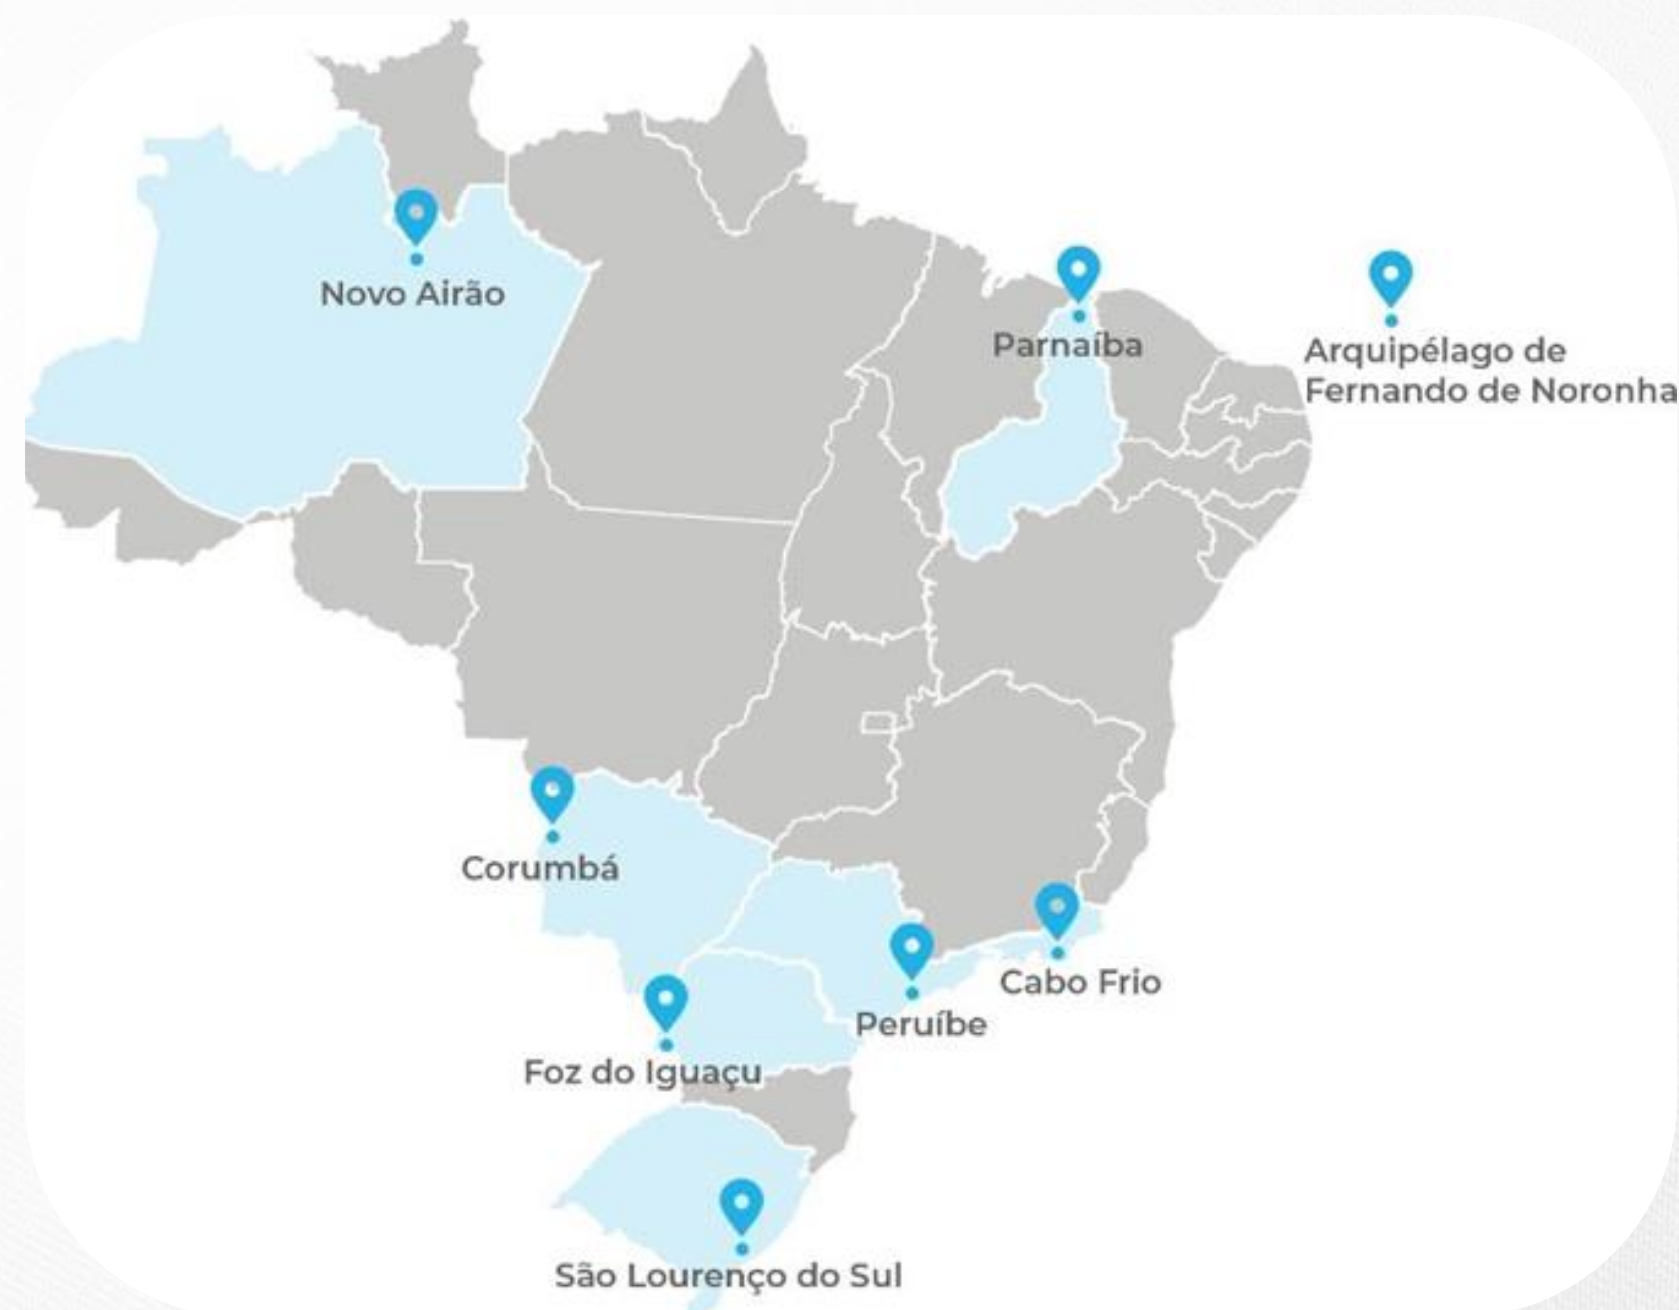 Novo Airão
Parnaíba
Arquipélago de
Fernando de Noronha
Corumbá
Cabo Frio
Peruíbe
Foz do Iguaçu
São Lourenço do Sul